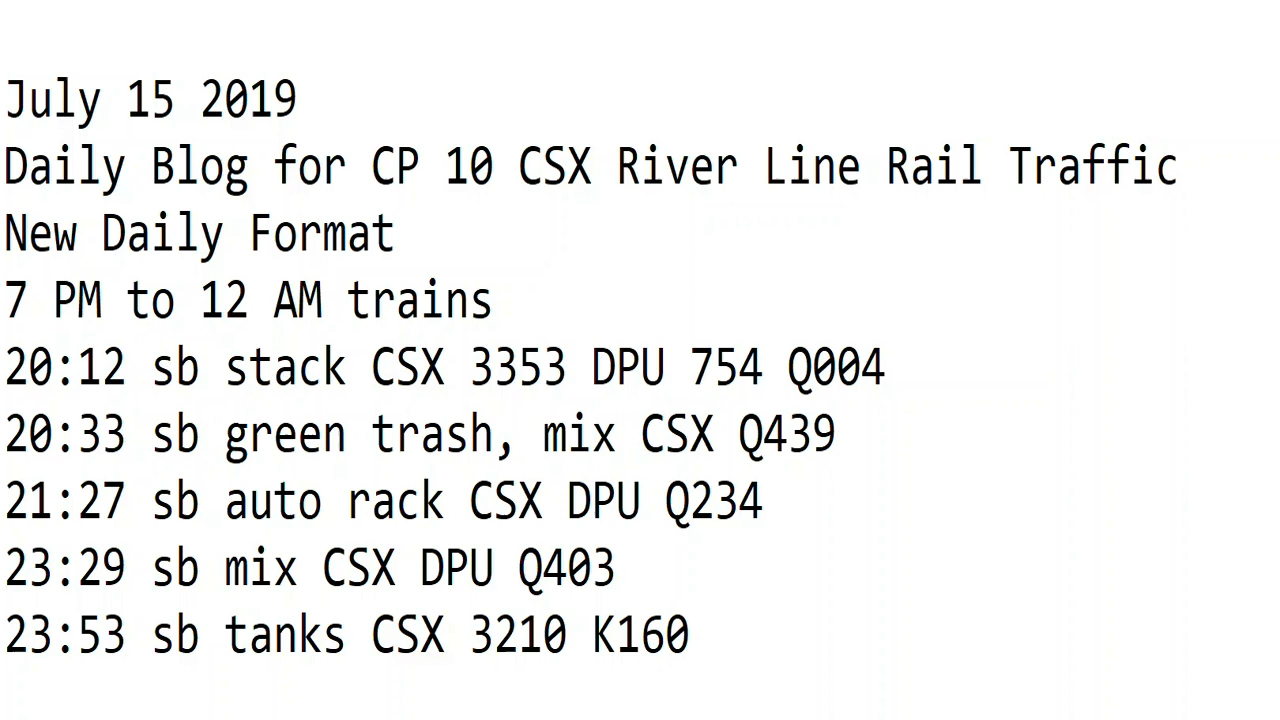 July 15 2019
Daily Blog for CP 10 CSX River Line Rail Traffic
New Daily Format
7 PM to 12 AM trains
20:12 sb stack CSX 3353 DPU 754 Q004
20:33 sb green trash, mix CSX Q439
21:27 sb auto rack CSX DPU Q234
23:29 sb mix CSX DPU Q403
23:53 sb tanks CSX 3210 K160